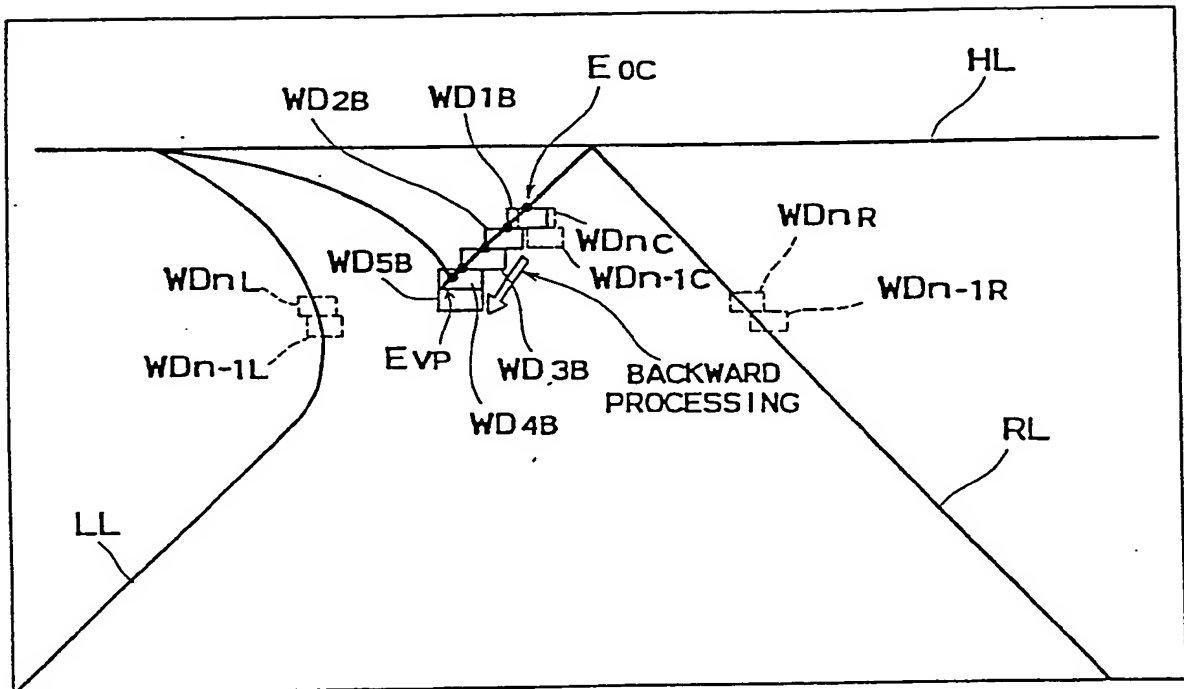 E0C
HL
WD2B
WD1B
WDnR
WDnC
WD5B
WDn-1C
WDnL
WDn-1R
WDn-1L
EVP
WD3B
BACKWARD
PROCESSING
WD4B
RL
LL